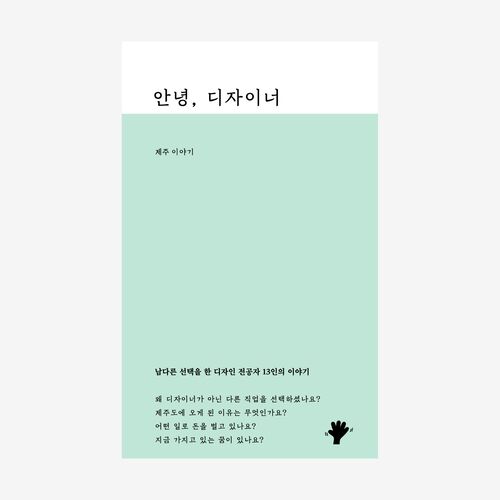 안녕, 디자이너
제주 이야기
남다른 선택을 한 디자인 전공자 13인의 이야기
왜 디자이너가 아닌 다른 직업을 선택하셨나요?
제주도에 오게 된 이유는 무엇인가요?
어떤 일로 돈을 벌고 있나요?
지금 가지고 있는 꿈이 있나요?